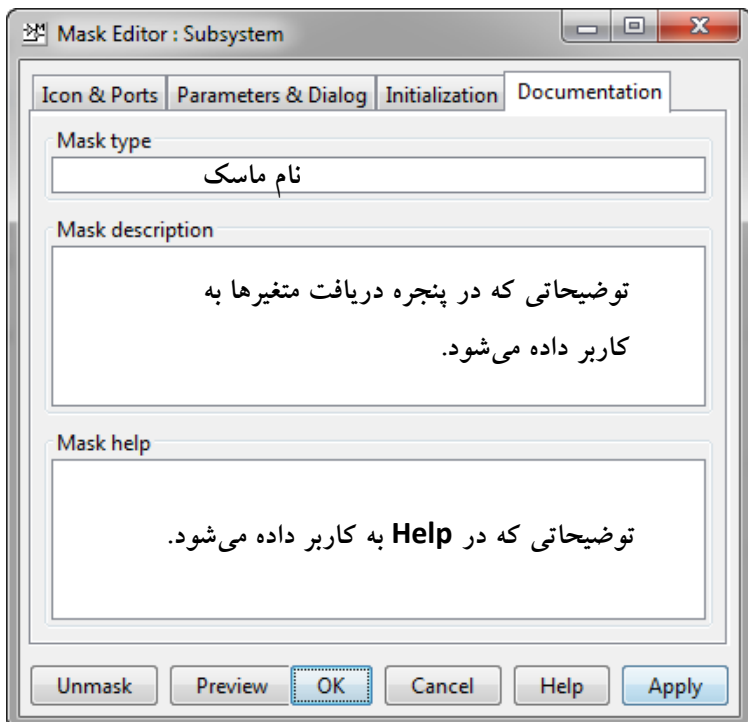 Mask Editor : Subsystem
Icon & Ports Parameters & Dialog Initialization Documentation
Mask type
نام ماسک
Mask description
توضیحاتی که در پنجره دریافت متغیرها به
کاربر داده می‌شود.
Mask help
توضیحاتی که در Help به کاربر داده می‌شود.
Unmask Preview OK Cancel Help Apply